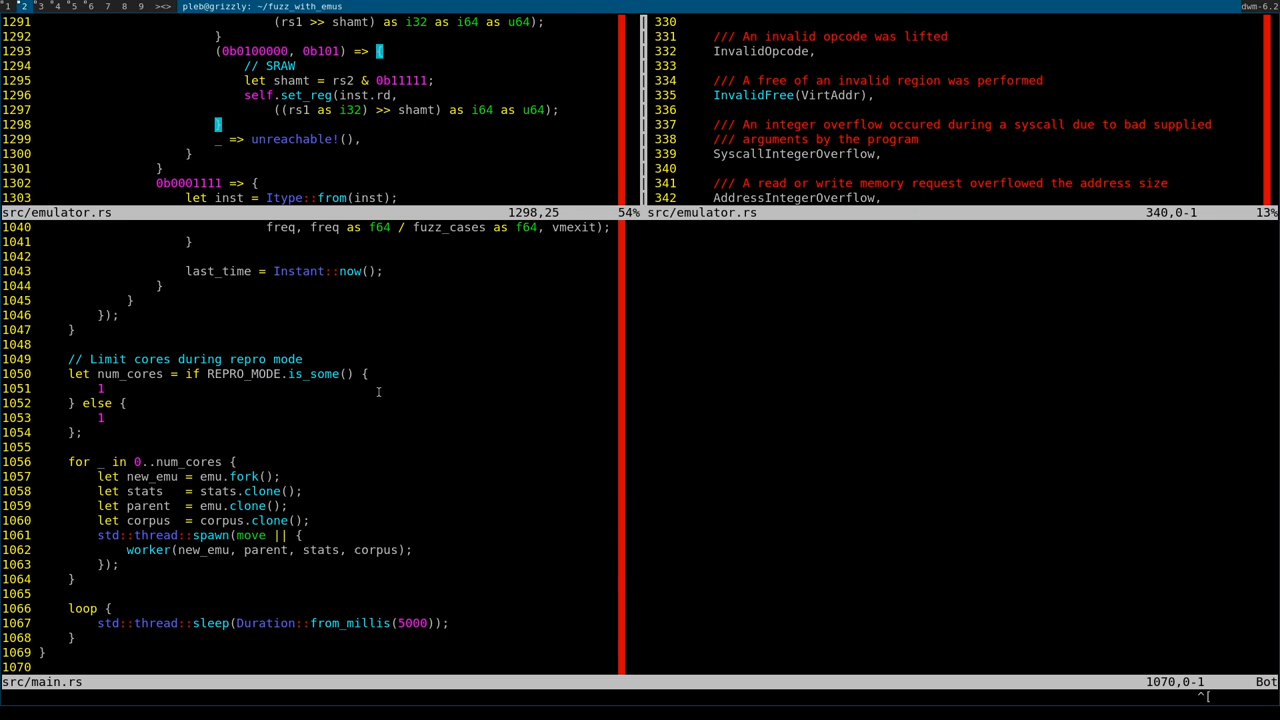 1 2 3 4 5 6 7 8 9 ><> pleb@grizzly: ~/fuzz_with_emus dwm-6.2
1291 (rs1 >> shamt) as i32 as i64 as u64);
1292 }
1293 (0b0100000, 0b101) => {
1294 // SRAW
1295 let shamt = rs2 & 0b11111;
1296 self.set_reg(inst.rd,
1297 ((rs1 as i32) >> shamt) as i64 as u64);
1298 }
1299 _ => unreachable!(),
1300 }
1301 }
1302 0b0001111 => {
1303 let inst = Itype::from(inst);
src/emulator.rs 1298,25 54%
330
331 /// An invalid opcode was lifted
332 InvalidOpcode,
333
334 /// A free of an invalid region was performed
335 InvalidFree(VirtAddr),
336
337 /// An integer overflow occured during a syscall due to bad supplied
338 /// arguments by the program
339 SyscallIntegerOverflow,
340
341 /// A read or write memory request overflowed the address size
342 AddressIntegerOverflow,
src/emulator.rs 340,0-1 13%
1040 freq, freq as f64 / fuzz_cases as f64, vmexit);
1041 }
1042
1043 last_time = Instant::now();
1044 }
1045 }
1046 });
1047 }
1048
1049 // Limit cores during repro mode
1050 let num_cores = if REPRO_MODE.is_some() {
1051 1
1052 } else {
1053 1
1054 };
1055
1056 for _ in 0..num_cores {
1057 let new_emu = emu.fork();
1058 let stats = stats.clone();
1059 let parent = emu.clone();
1060 let corpus = corpus.clone();
1061 std::thread::spawn(move || {
1062 worker(new_emu, parent, stats, corpus);
1063 });
1064 }
1065
1066 loop {
1067 std::thread::sleep(Duration::from_millis(5000));
1068 }
1069 }
1070
src/main.rs 1070,0-1 Bot
^[